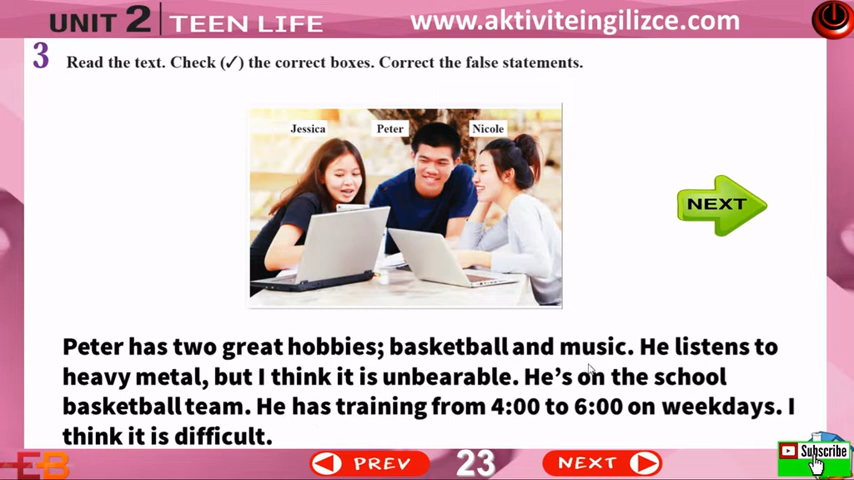 UNIT 2 | TEEN LIFE
www.aktiviteingilizce.com
3 Read the text. Check (✓) the correct boxes. Correct the false statements.
Jessica Peter Nicole
NEXT
Peter has two great hobbies; basketball and music. He listens to
heavy metal, but I think it is unbearable. He's on the school
basketball team. He has training from 4:00 to 6:00 on weekdays. I
think it is difficult.
PREV 23 NEXT
Subscribe